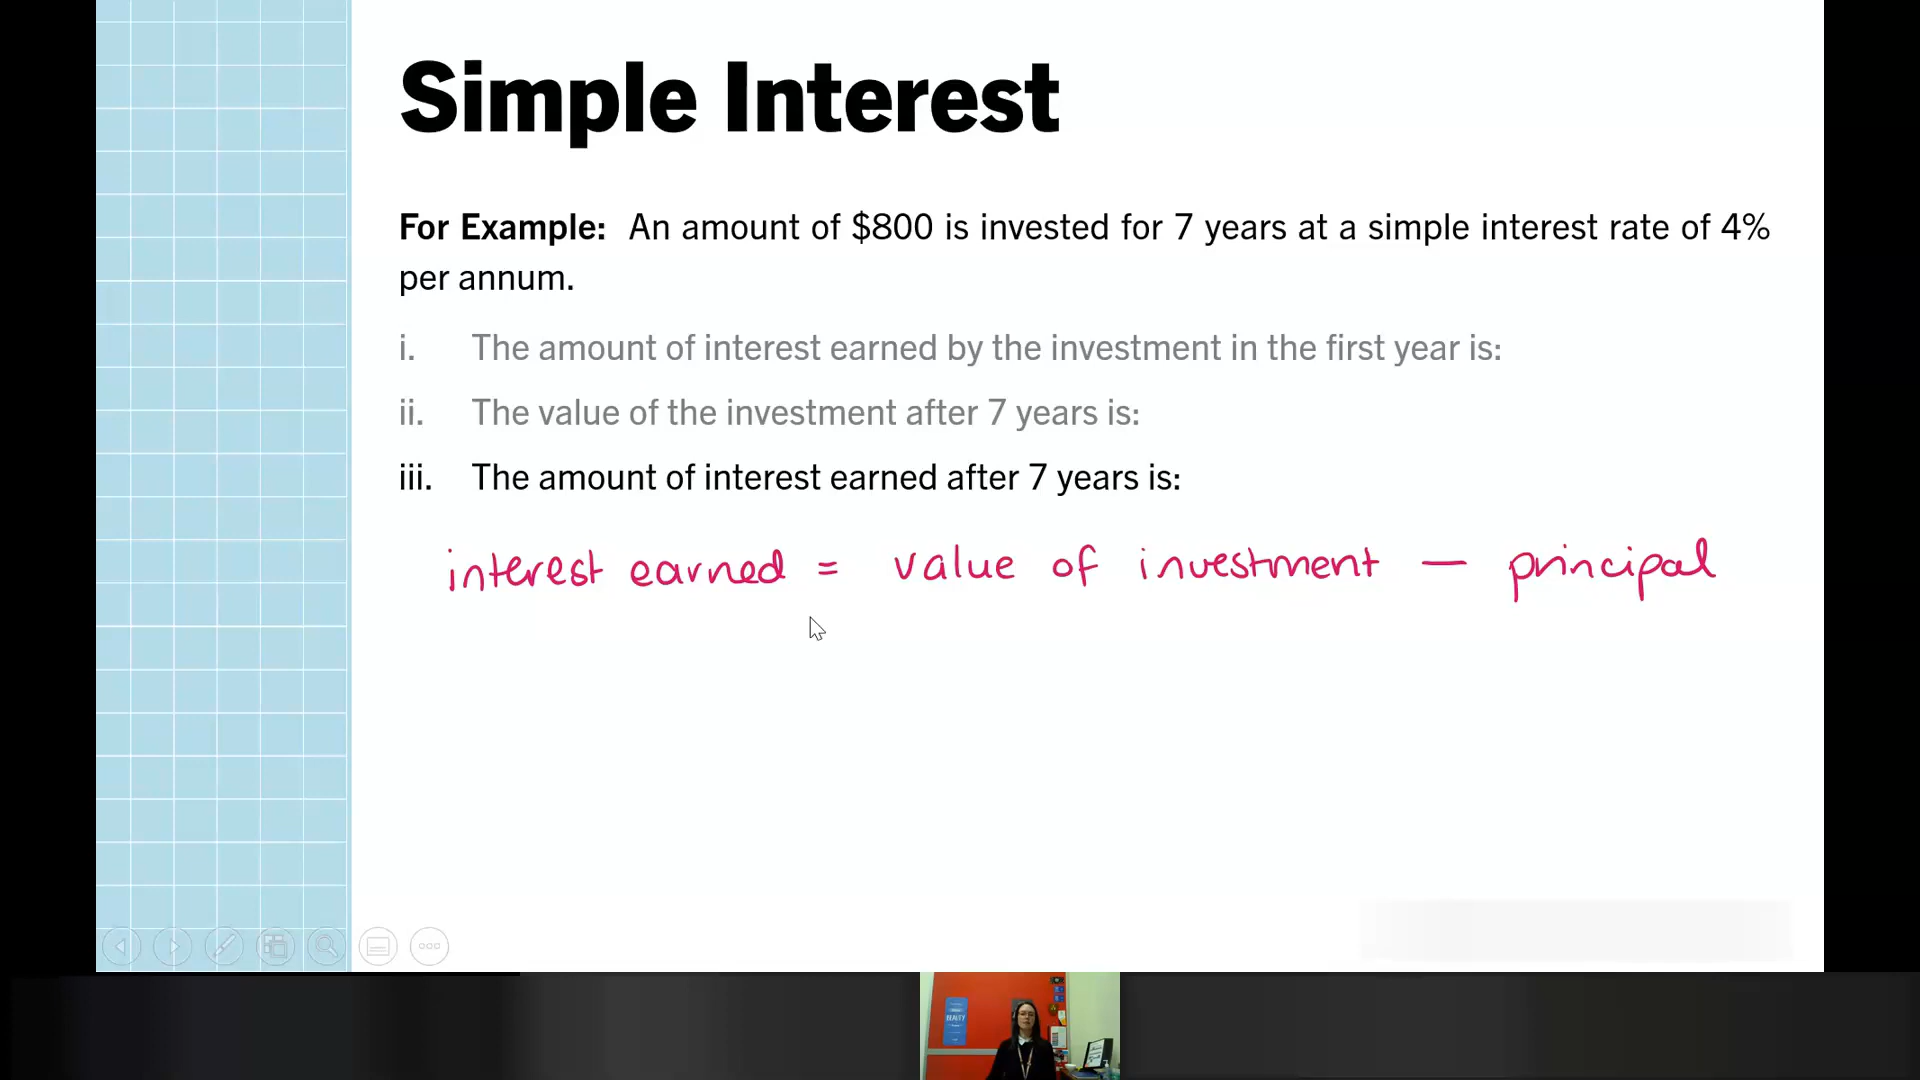 Simple Interest
For Example: An amount of $800 is invested for 7 years at a simple interest rate of 4%
per annum.
i. The amount of interest earned by the investment in the first year is:
ii. The value of the investment after 7 years is:
iii. The amount of interest earned after 7 years is:
interest earned = value of investment — principal
BEAUTY